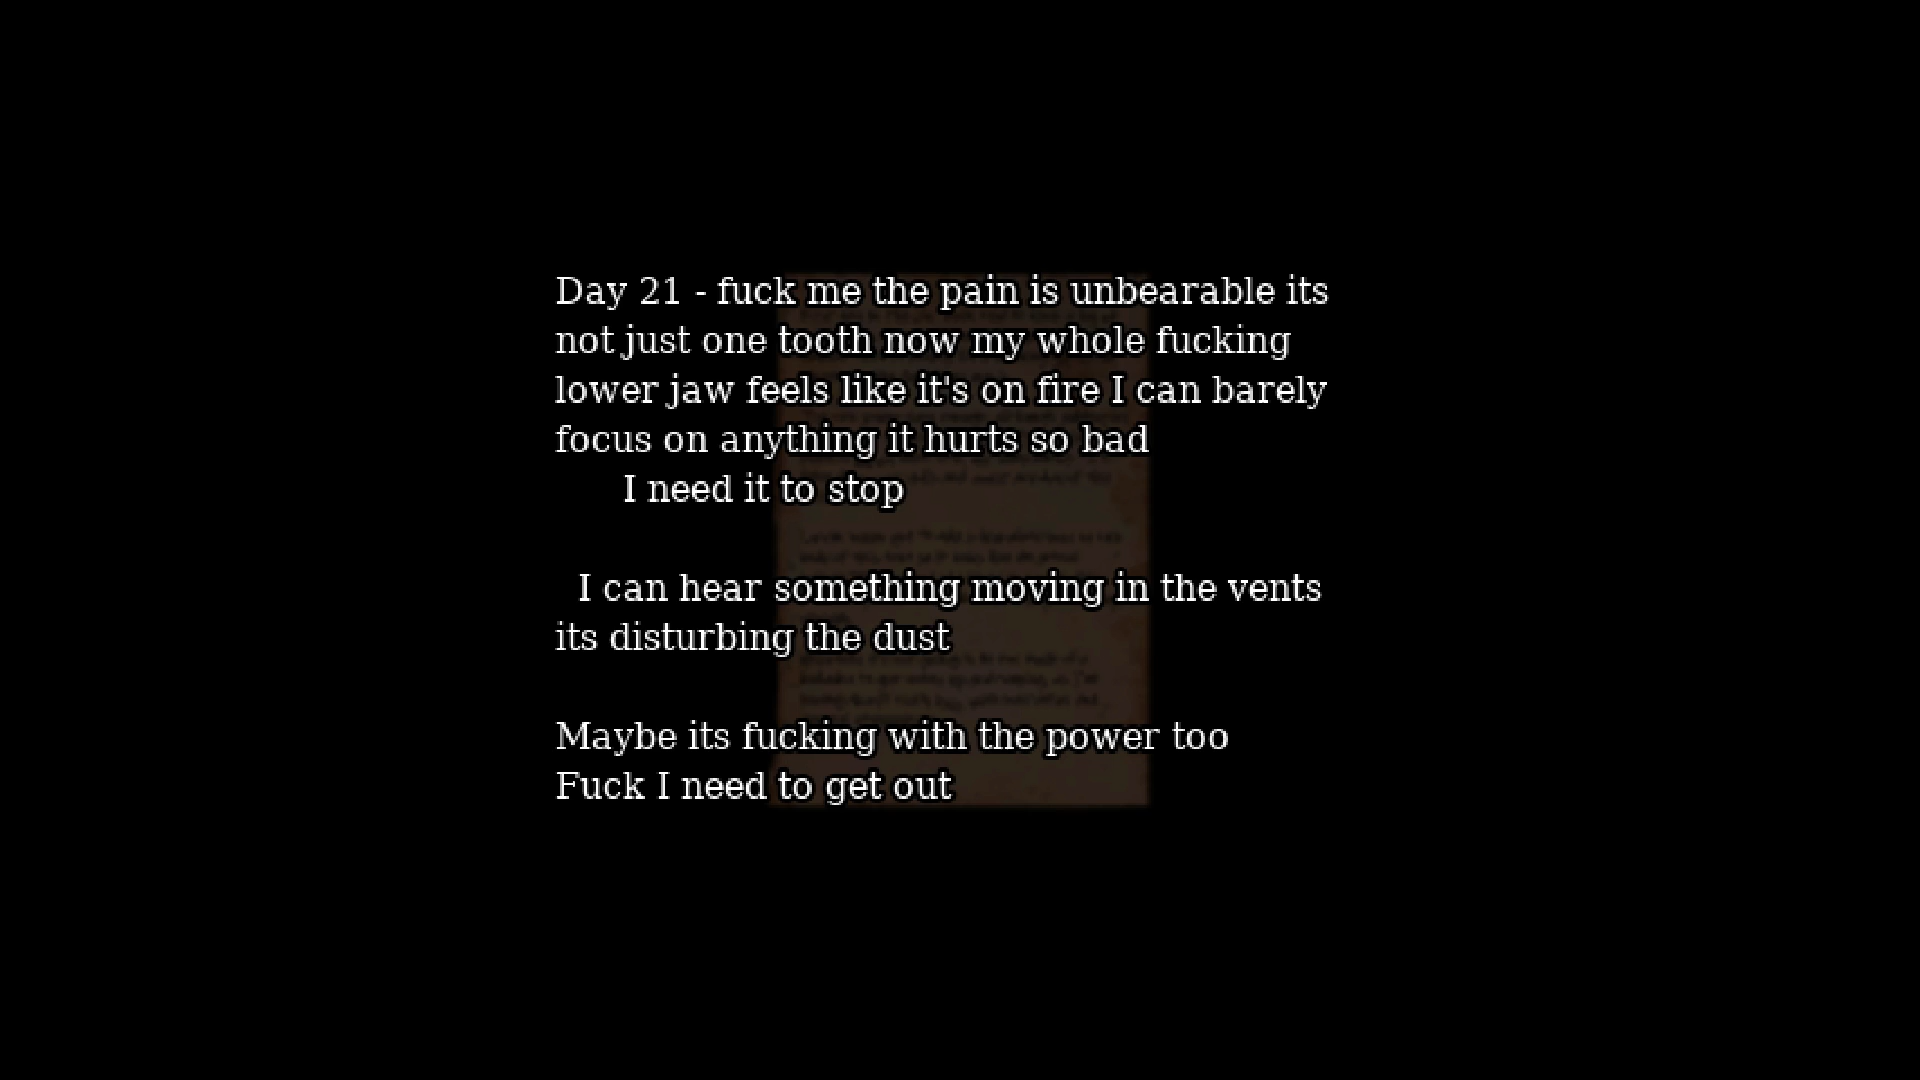 Day 21 - fuck me the pain is unbearable its
not just one tooth now my whole fucking
lower jaw feels like it's on fire I can barely
focus on anything it hurts so bad
I need it to stop
I can hear something moving in the vents
its disturbing the dust
Maybe its fucking with the power too
Fuck I need to get out